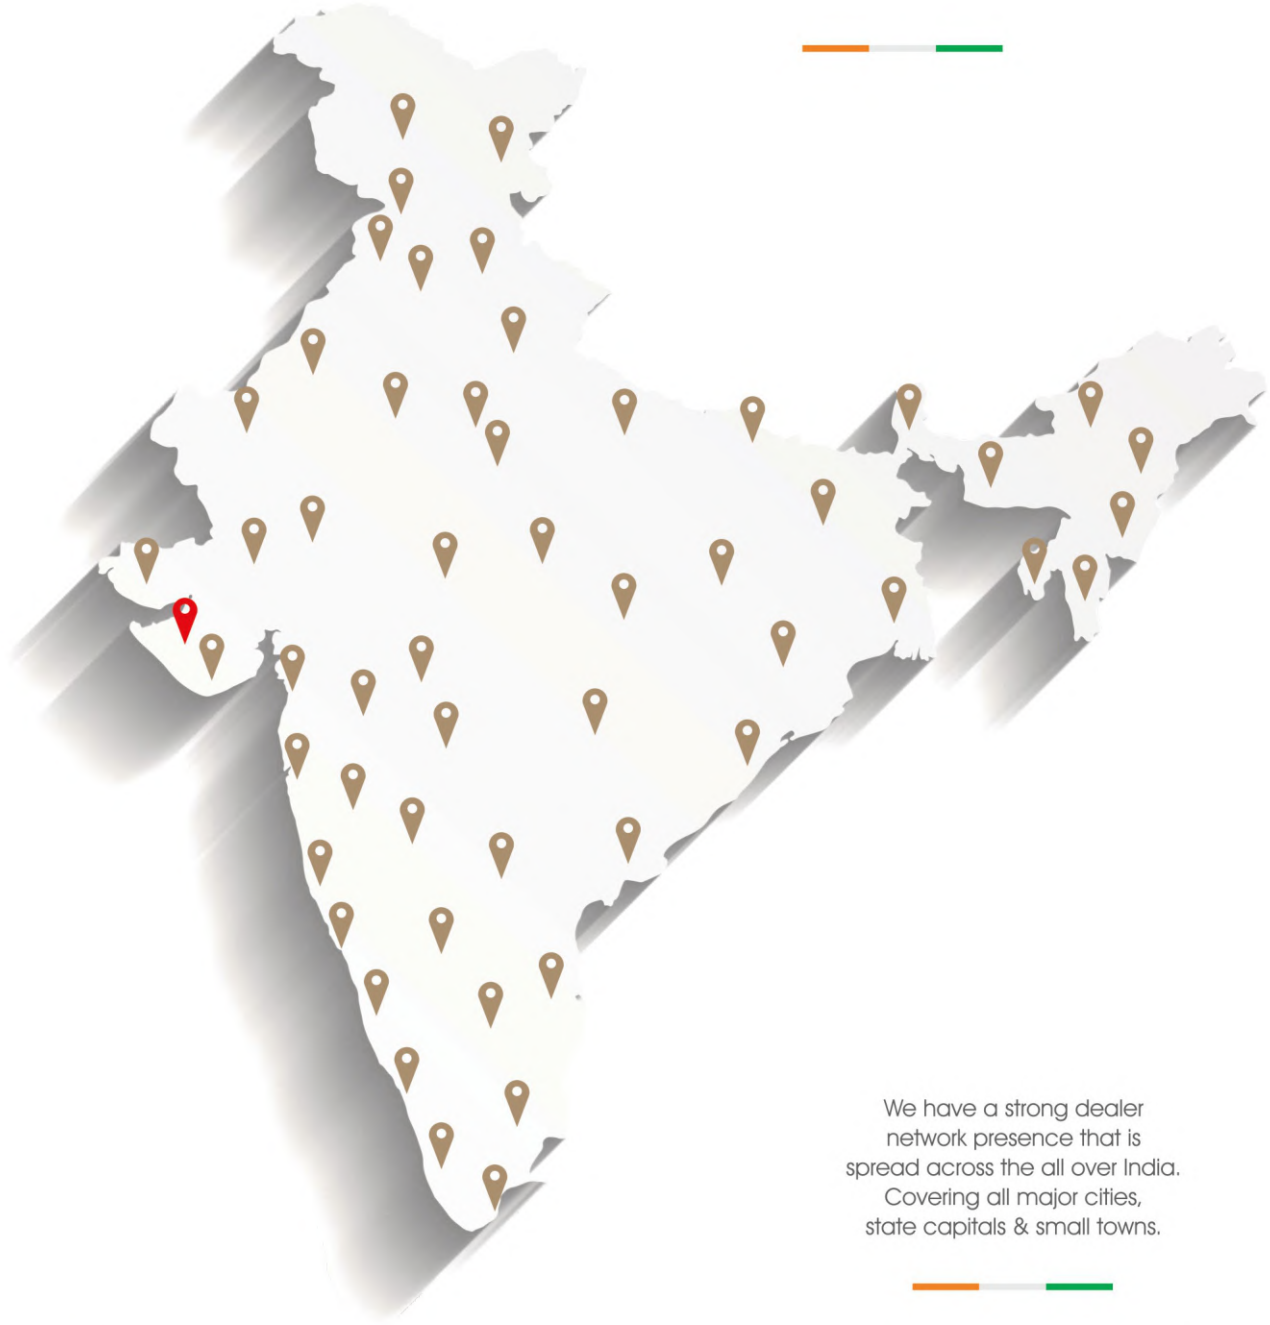 We have a strong dealer
network presence that is
spread across the all over India.
Covering all major cities,
state capitals & small towns.